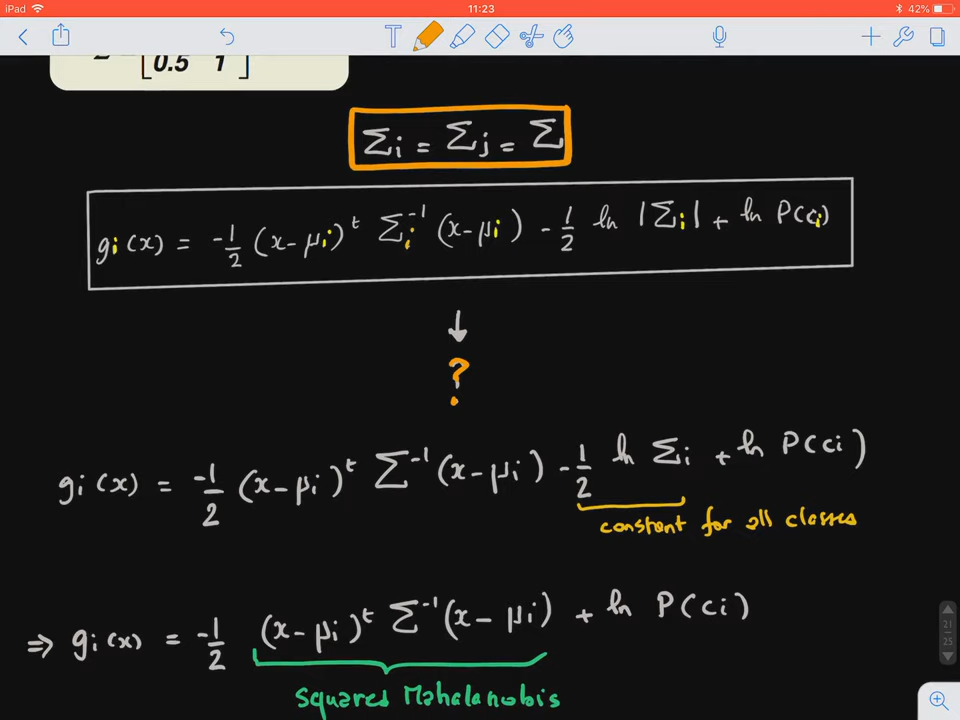 iPad 11:23 42%
T
0.5 1
Σi = Σj = Σ
gi(x) = -1/2 (x-μi)^t Σi^-1 (x-μi) - 1/2 ln |Σi| + ln P(ci)
↓
?
gi(x) = -1/2 (x-μi)^t Σ^-1 (x-μi) - 1/2 ln Σi + ln P(ci)
constant for all classes
⇒ gi(x) = -1/2 (x-μi)^t Σ^-1 (x-μi) + ln P(ci)
21
25
Squared Mahalanobis